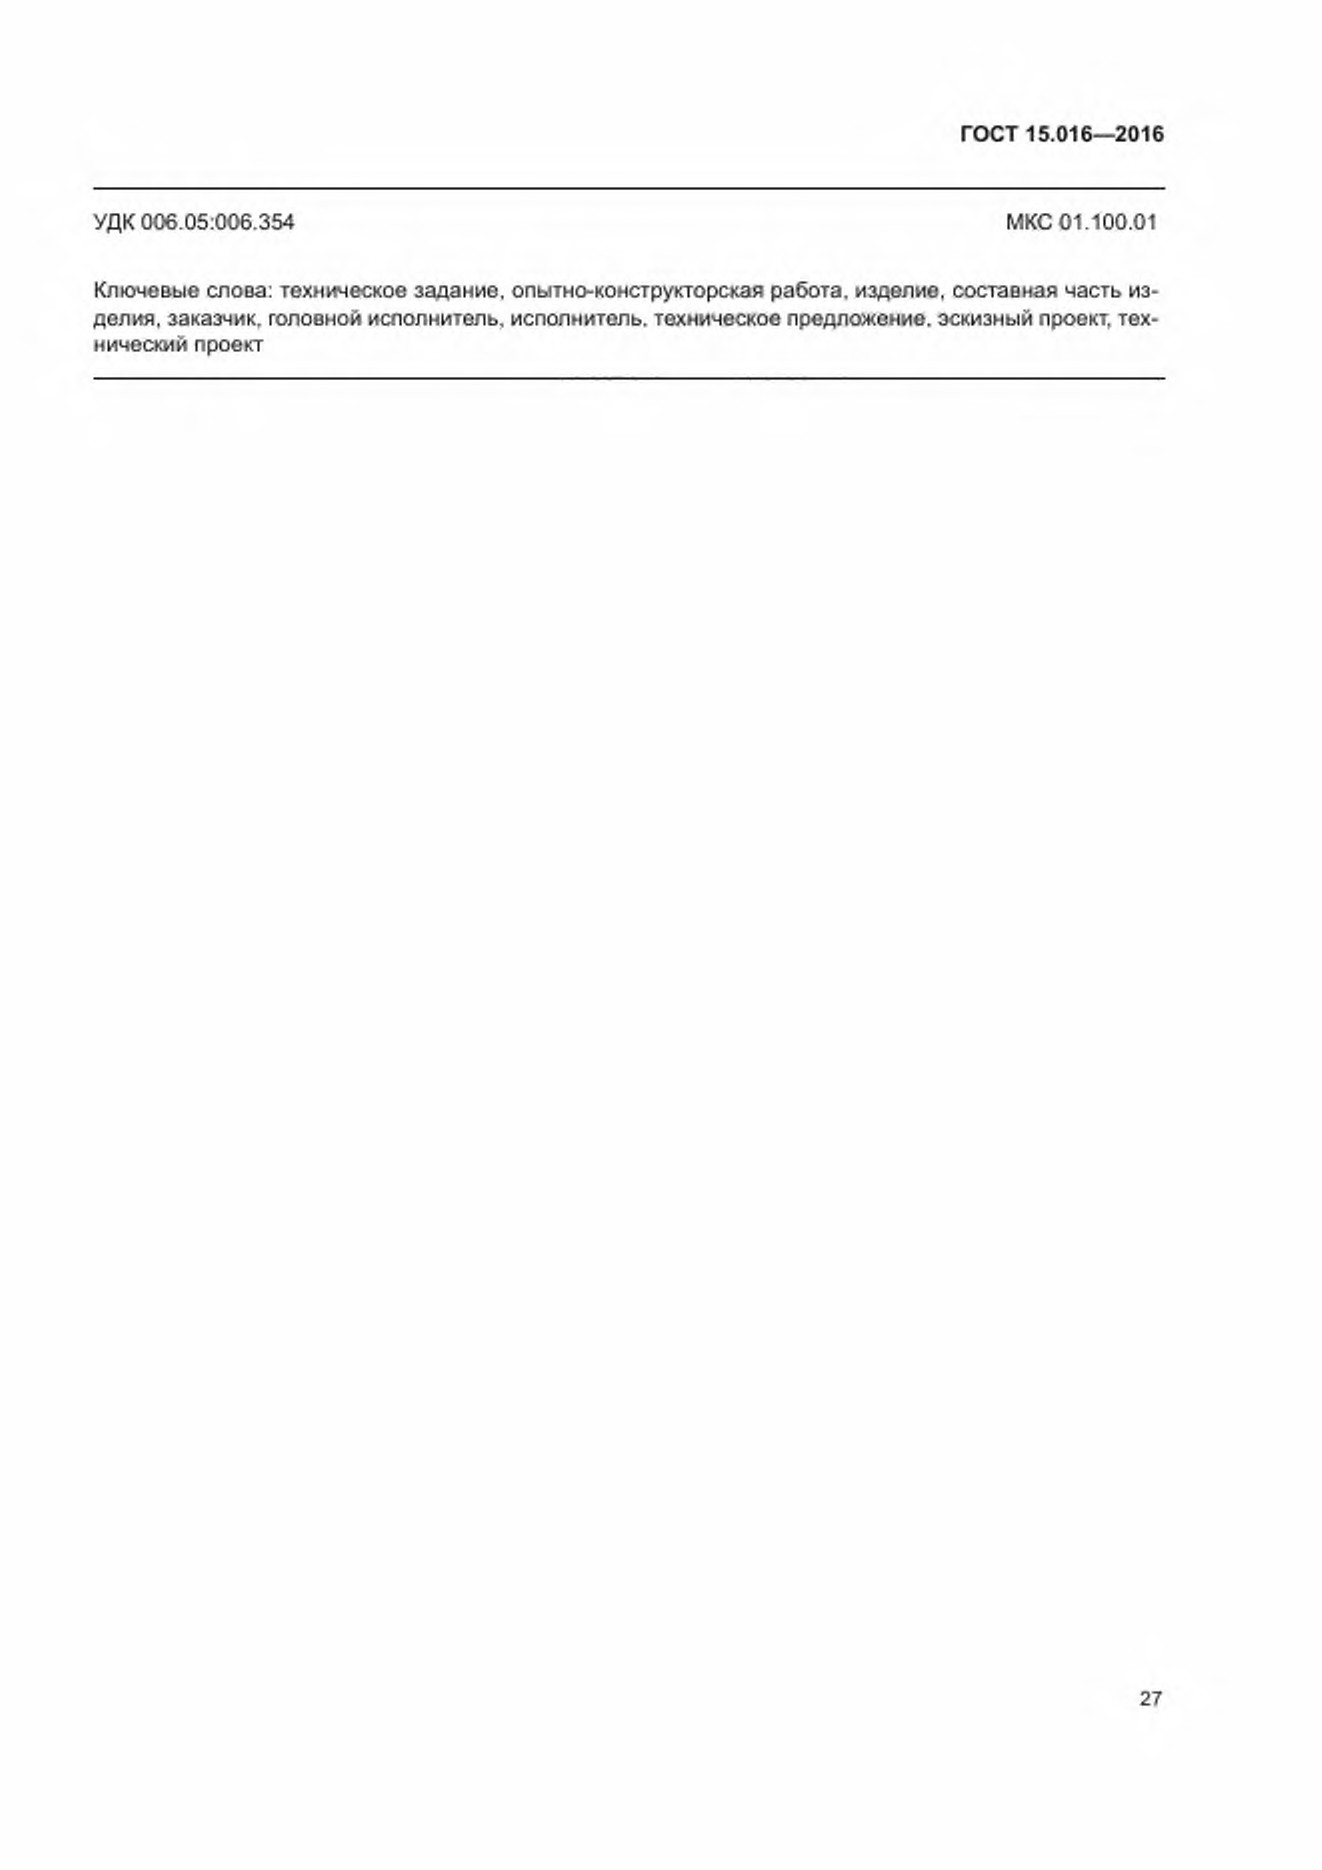 ГОСТ 15.016—2016
УДК 006.05:006.354 МКС 01.100.01
Ключевые слова: техническое задание, опытно-конструкторская работа, изделие, составная часть из-
делия, заказчик, головной исполнитель, исполнитель, техническое предложение, эскизный проект, тех-
нический проект
27